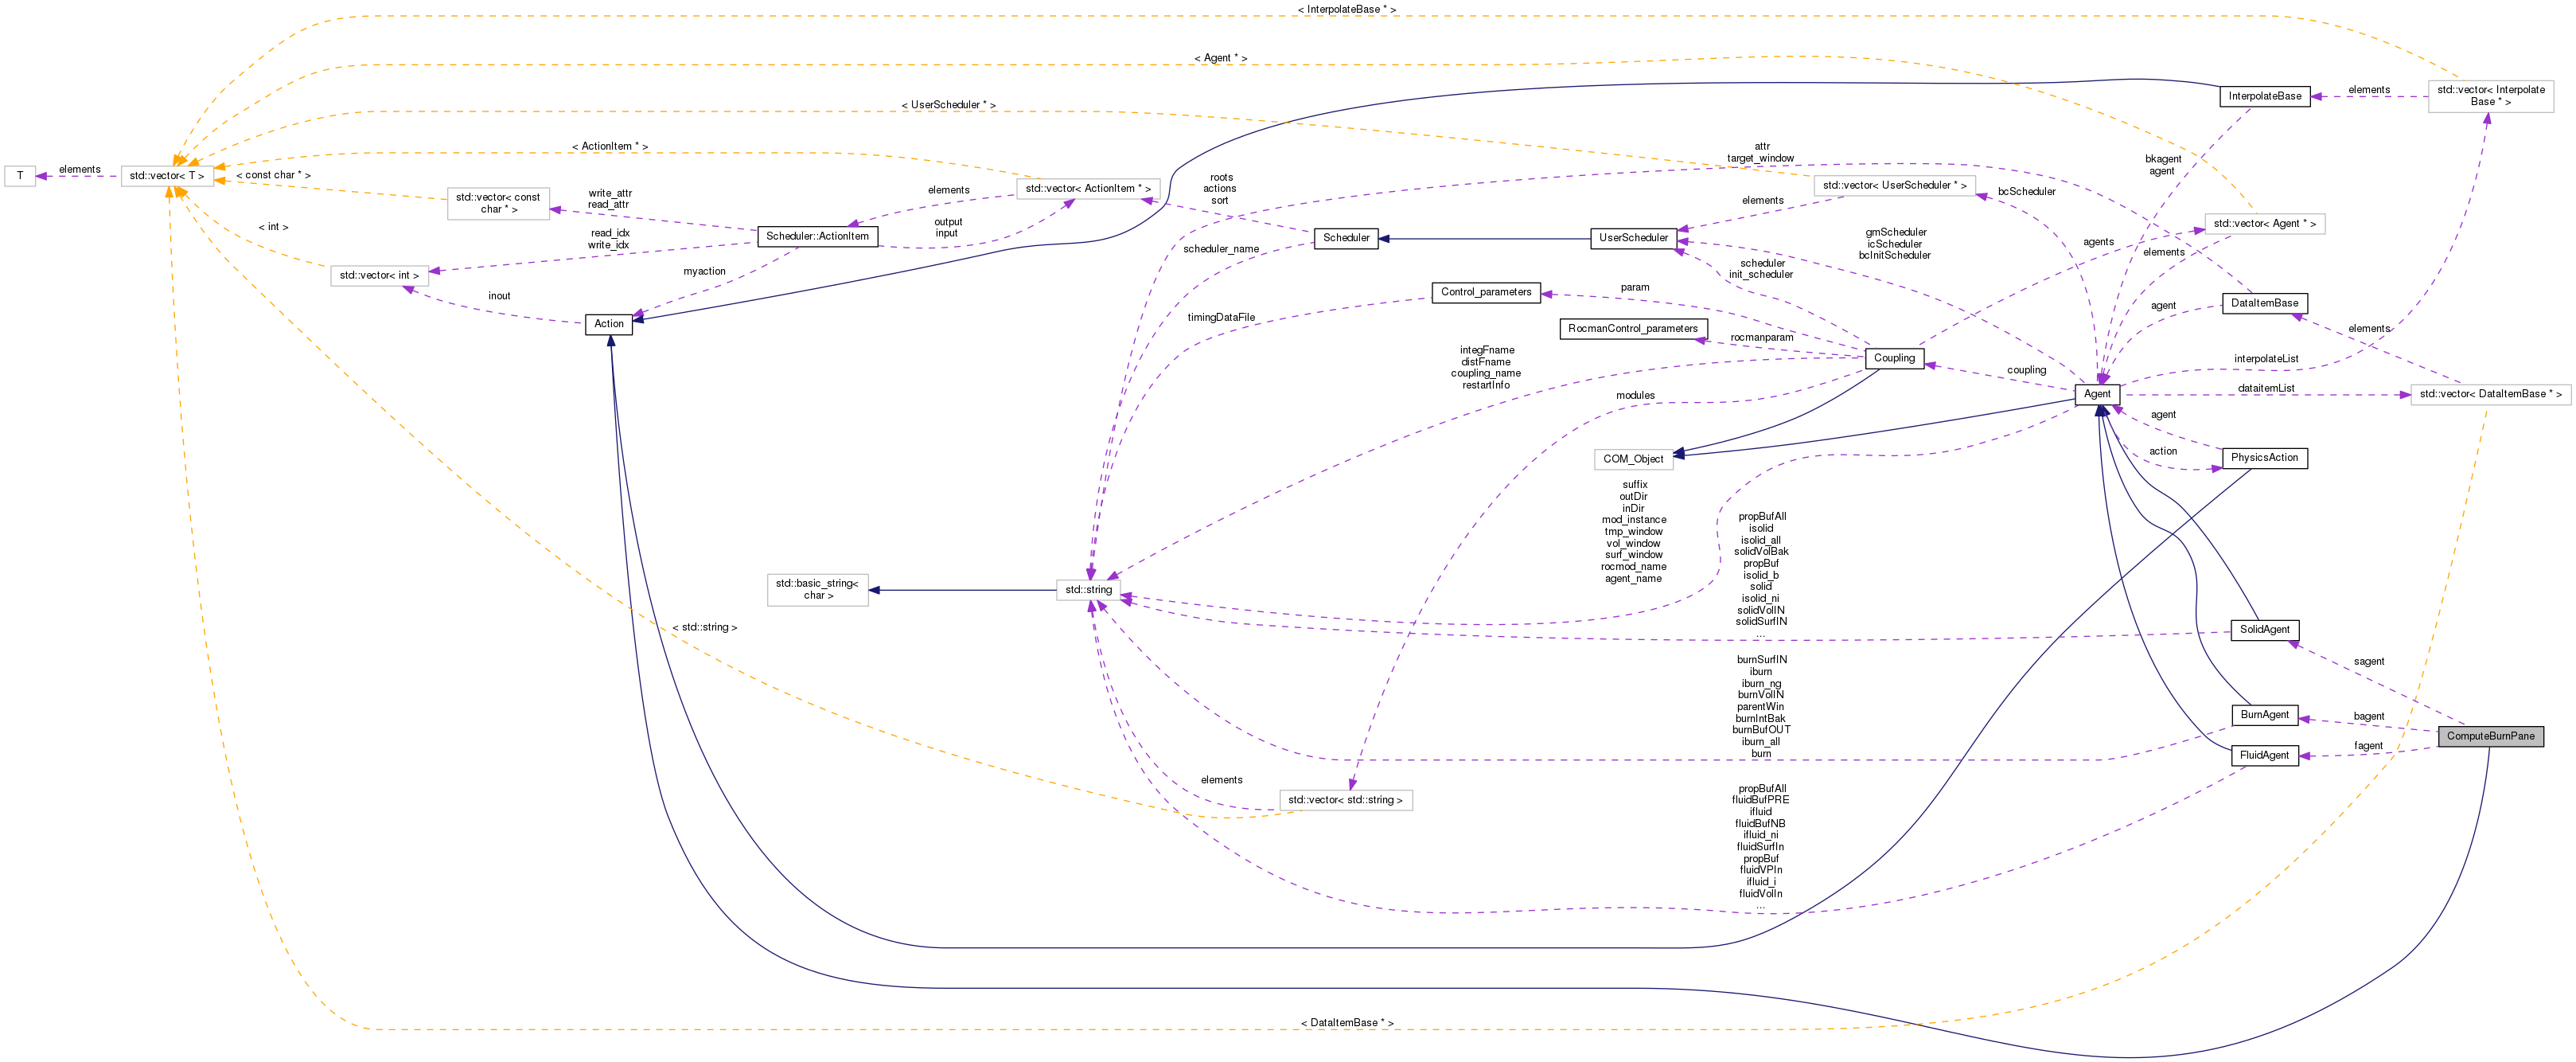 < InterpolateBase * >
< Agent * >
< UserScheduler * >
< ActionItem * >
< const char * >
< int >
< std::string >
< DataItemBase * >
T
elements
std::vector< T >
std::vector< const
char * >
std::vector< int >
write_attr
read_attr
read_idx
write_idx
myaction
inout
Action
Scheduler::ActionItem
elements
output
input
std::vector< ActionItem * >
roots
actions
sort
scheduler_name
Scheduler
timingDataFile
Control_parameters
integFname
distFname
coupling_name
restartInfo
std::basic_string<
char >
std::string
elements
std::vector< std::string >
modules
attr
target_window
std::vector< UserScheduler * >
elements
UserScheduler
scheduler
init_scheduler
param
RocmanControl_parameters
rocmanparam
Coupling
COM_Object
gmScheduler
icScheduler
bcInitScheduler
bcScheduler
agents
coupling
suffix
outDir
inDir
mod_instance
tmp_window
vol_window
surf_window
rocmod_name
agent_name
propBufAll
isolid
isolid_all
solidVolBak
propBuf
isolid_b
solid
isolid_ni
solidVolIN
solidSurfIN
...
burnSurfIN
iburn
iburn_ng
burnVolIN
parentWin
burnIntBak
burnBufOUT
iburn_all
burn
propBufAll
fluidBufPRE
ifluid
fluidBufNB
ifluid_ni
fluidSurfIn
propBuf
fluidVPIn
ifluid_i
fluidVolIn
...
InterpolateBase
elements
std::vector< Interpolate
Base * >
bkagent
agent
std::vector< Agent * >
elements
DataItemBase
agent
elements
interpolateList
dataitemList
std::vector< DataItemBase * >
Agent
agent
action
PhysicsAction
SolidAgent
sagent
BurnAgent
bagent
FluidAgent
fagent
ComputeBurnPane